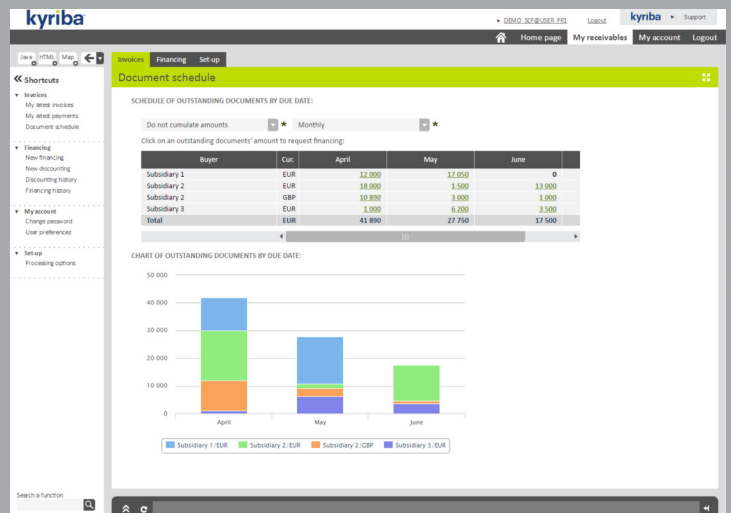 kyriba
DEMO_SCF@USER_FR1 Logout kyriba Support
Home page My receivables My account Logout
Java HTML Map
Invoices Financing Set-up
Document schedule
Shortcuts
Invoices
My latest invoices
My latest payments
Document schedule
Financing
New financing
New discounting
Discounting history
Financing history
My account
Change password
User preferences
Set-up
Processing options
Search a function
SCHEDULE OF OUTSTANDING DOCUMENTS BY DUE DATE:
Do not cumulate amounts * Monthly *
Click on an outstanding documents' amount to request financing:
Buyer Cur. April May June
Subsidiary 1 EUR 12 000 17 050 0
Subsidiary 2 EUR 18 000 1 500 13 000
Subsidiary 2 GBP 10 890 3 000 1 000
Subsidiary 3 EUR 1 000 6 200 3 500
Total EUR 41 890 27 750 17 500
CHART OF OUTSTANDING DOCUMENTS BY DUE DATE:
50 000
40 000
30 000
20 000
10 000
0
April May June
Subsidiary 1/EUR Subsidiary 2/EUR Subsidiary 2/GBP Subsidiary 3/EUR